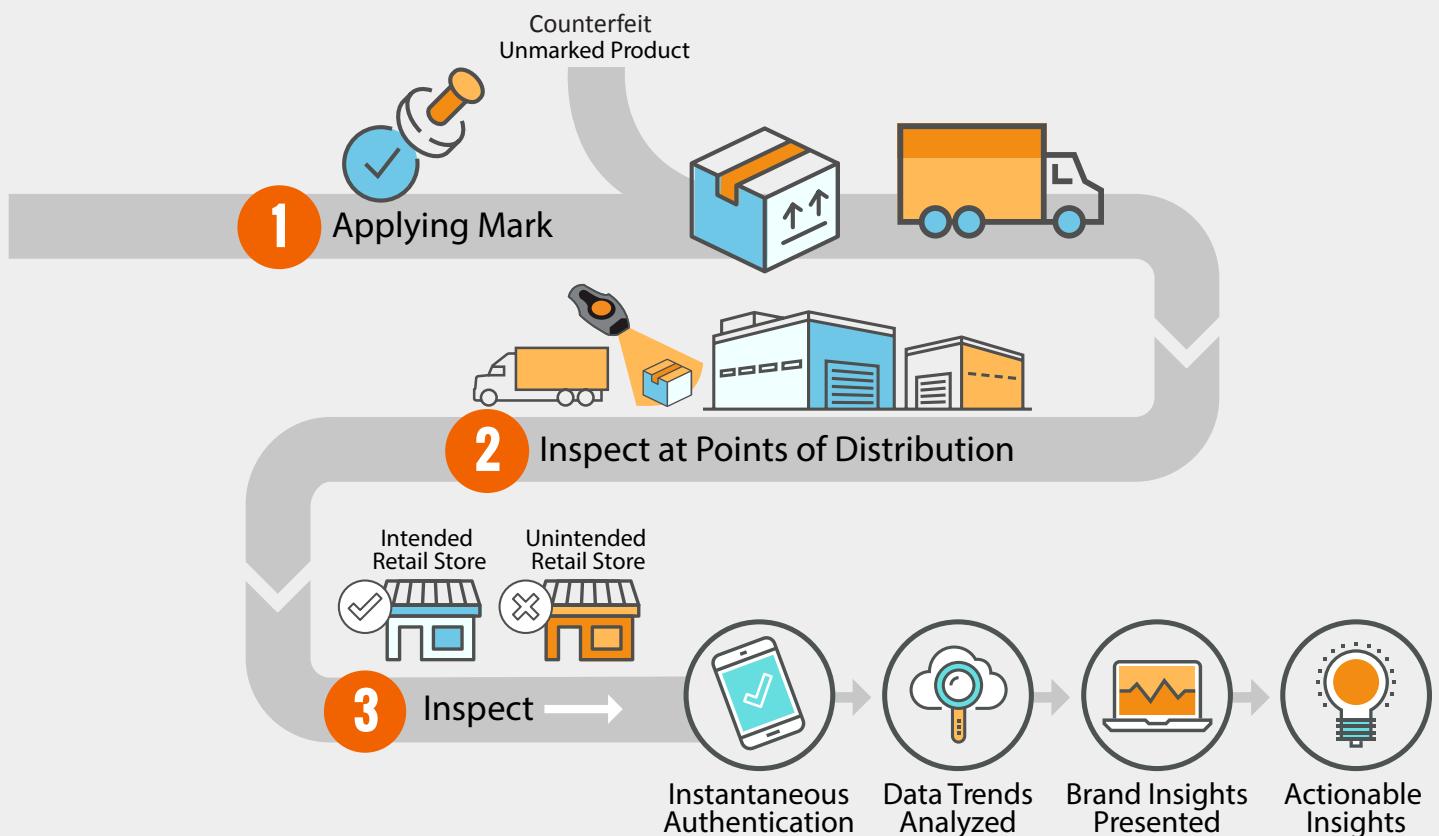 Counterfeit
Unmarked Product
1 Applying Mark
2 Inspect at Points of Distribution
Intended
Retail Store
Unintended
Retail Store
3 Inspect
Instantaneous
Authentication
Data Trends
Analyzed
Brand Insights
Presented
Actionable
Insights